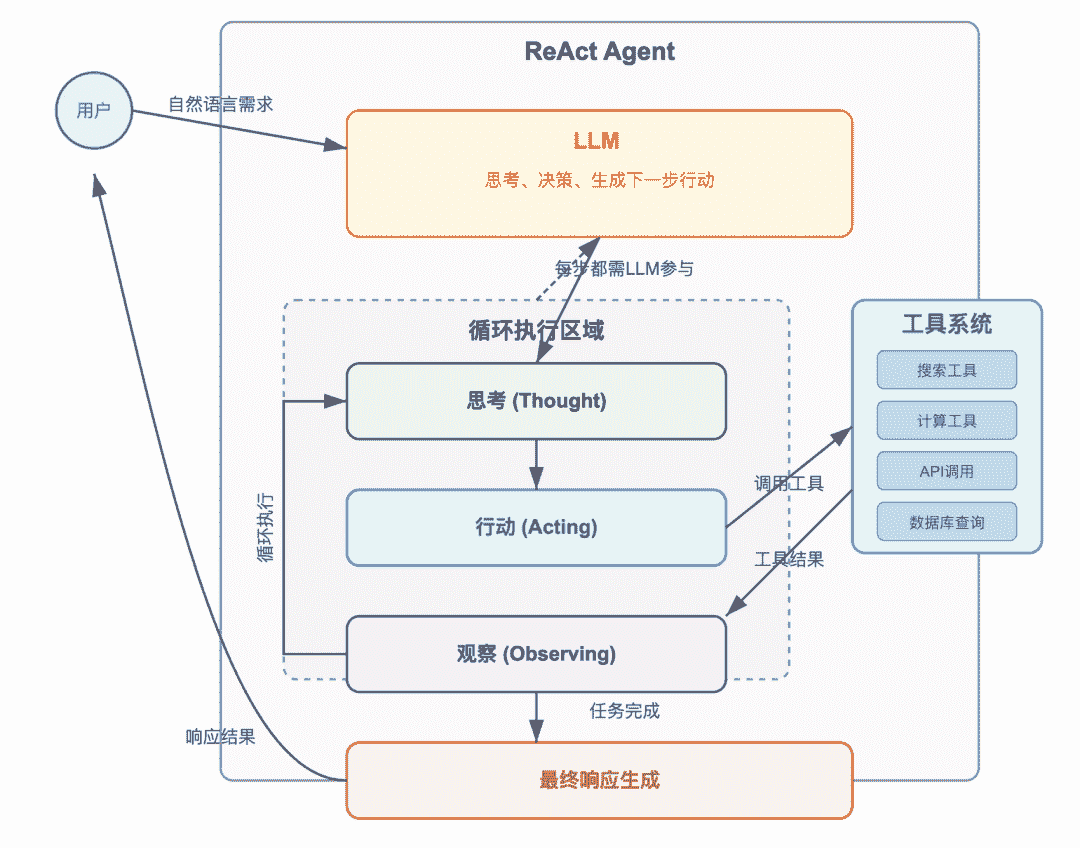 ReAct Agent
用户
自然语言需求
LLM
思考、决策、生成下一步行动
每步都需LLM参与
循环执行区域
工具系统
搜索工具
计算工具
API调用
数据库查询
思考 (Thought)
调用工具
行动 (Acting)
循环执行
工具结果
观察 (Observing)
任务完成
响应结果
最终响应生成